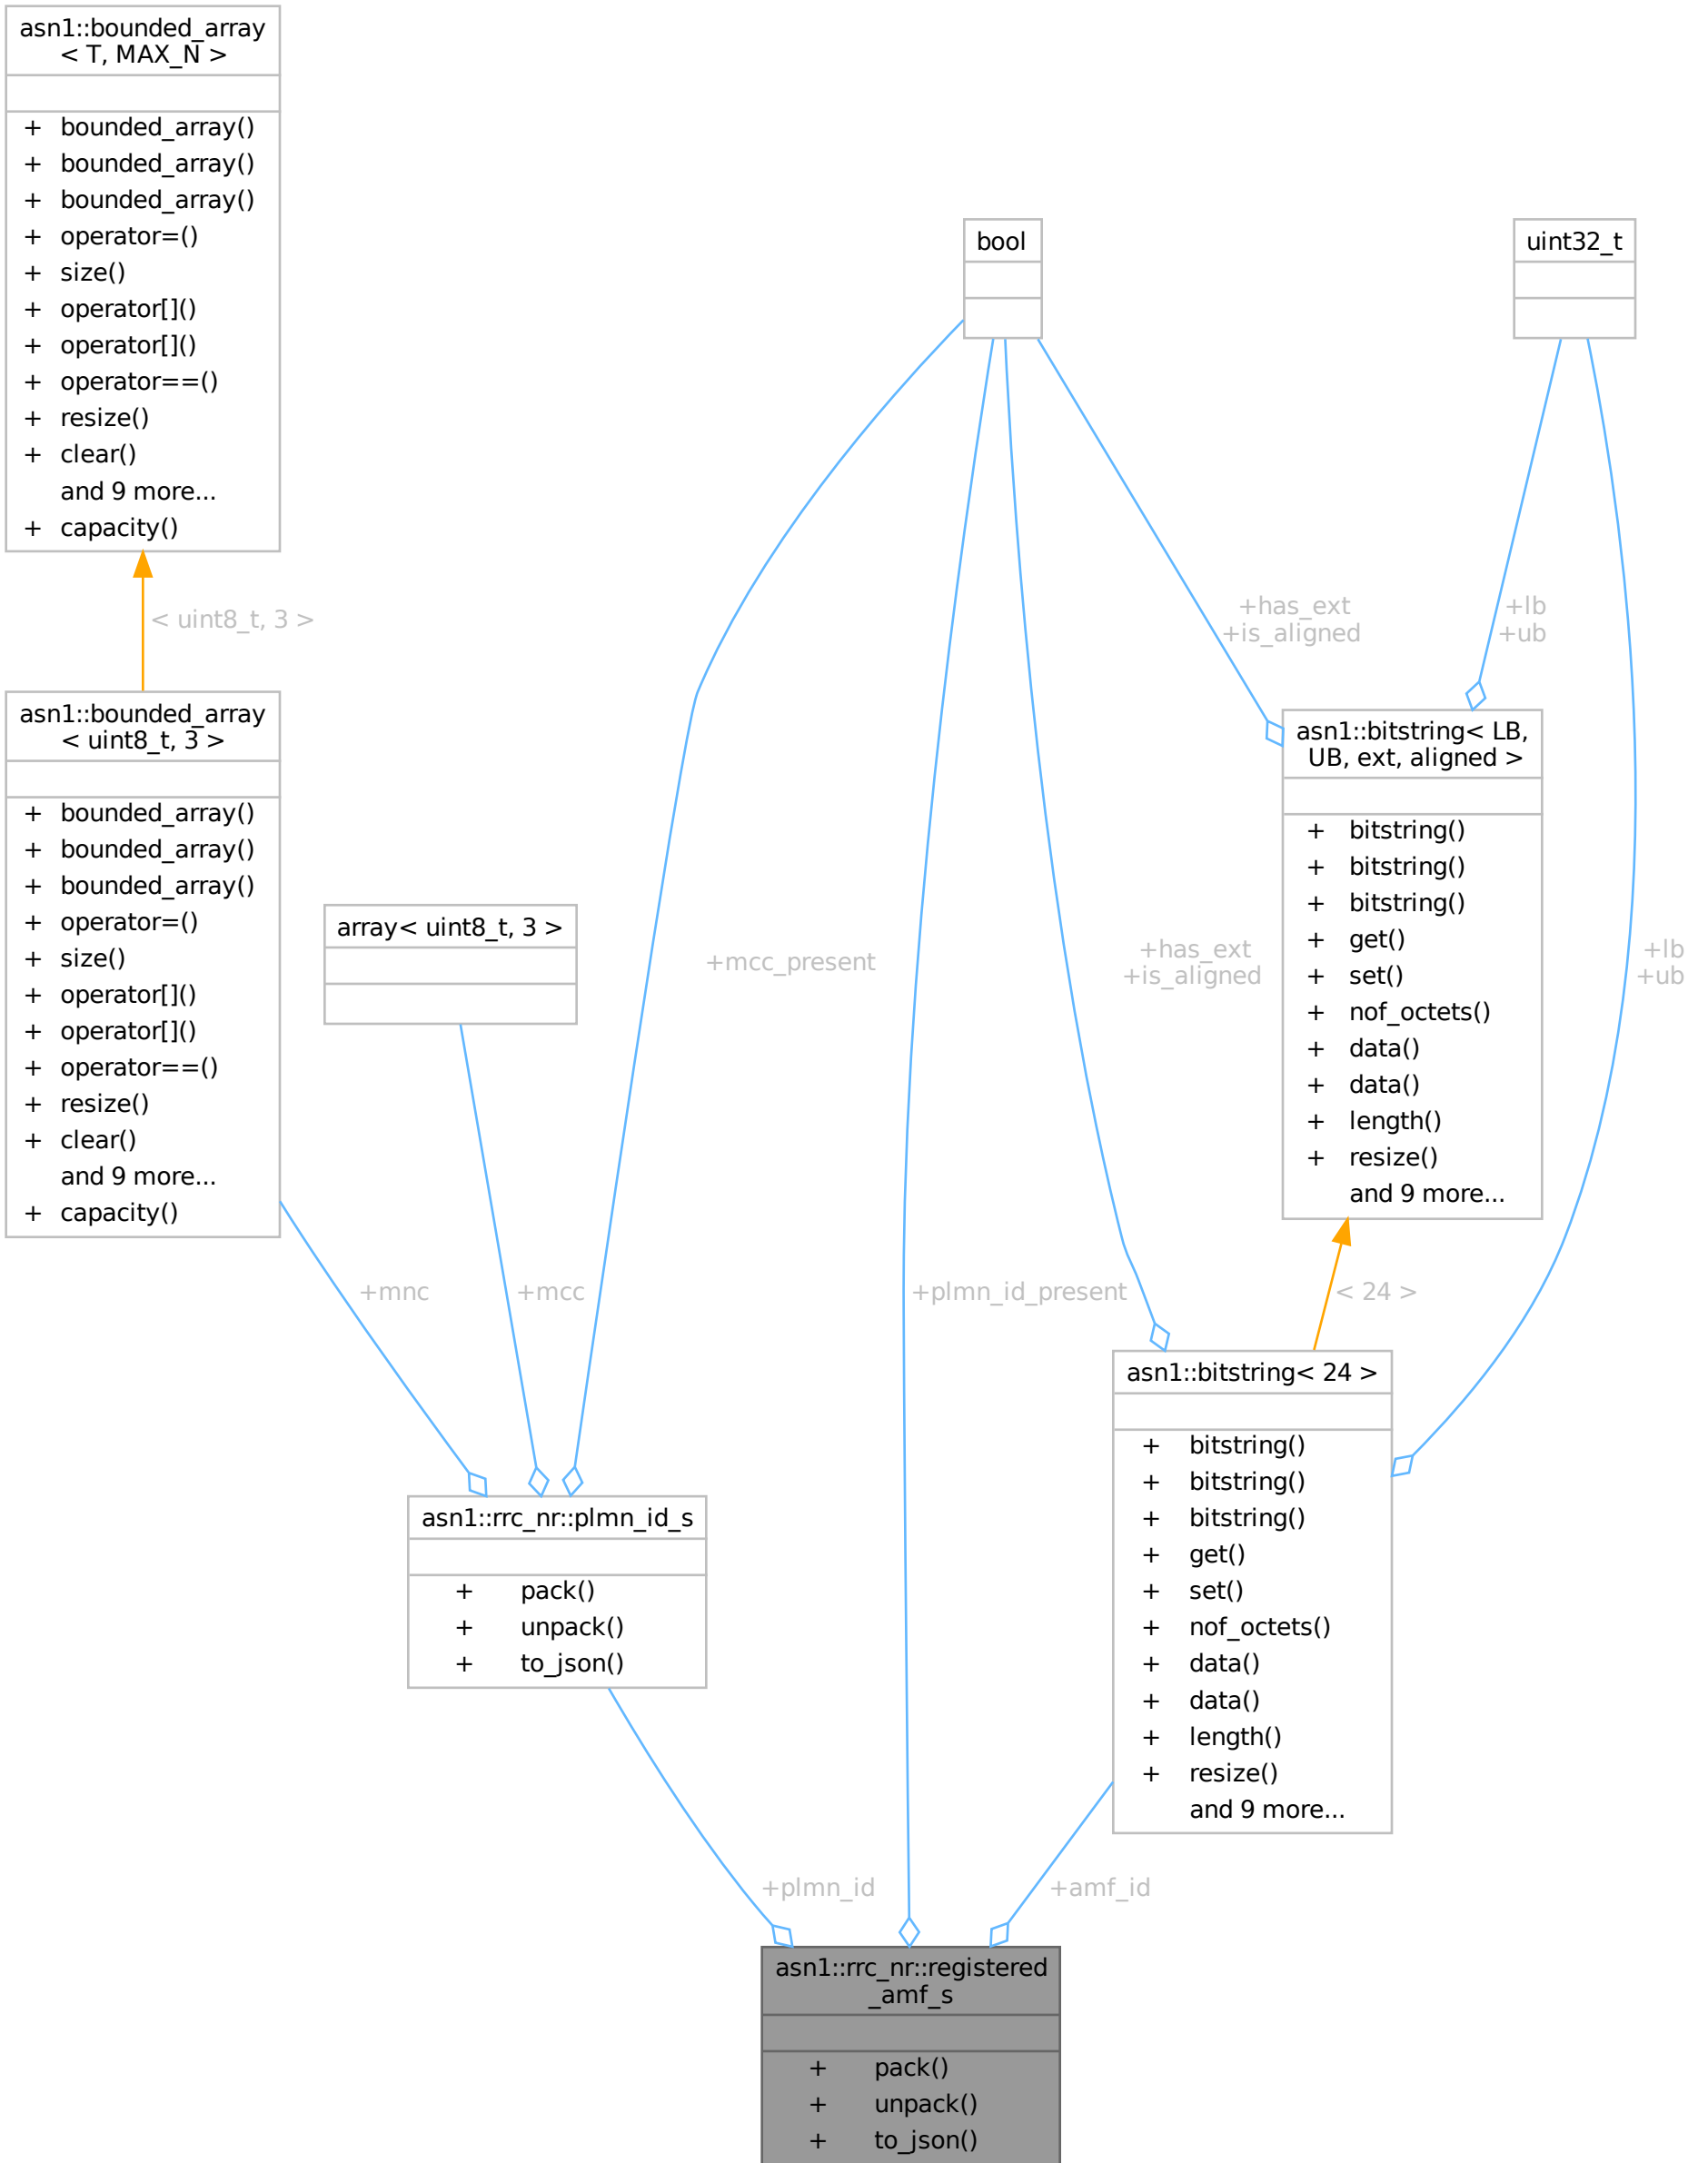 asn1::bounded_array
< T, MAX_N >
+ bounded_array()
+ bounded_array()
+ bounded_array()
+ operator=()
+ size()
+ operator[]()
+ operator[]()
+ operator==()
+ resize()
+ clear()
and 9 more...
+ capacity()
< uint8_t, 3 >
asn1::bounded_array
< uint8_t, 3 >
+ bounded_array()
+ bounded_array()
+ bounded_array()
+ operator=()
+ size()
+ operator[]()
+ operator[]()
+ operator==()
+ resize()
+ clear()
and 9 more...
+ capacity()
bool
uint32_t
+has_ext
+is_aligned
+lb
+ub
asn1::bitstring< LB,
UB, ext, aligned >
+ bitstring()
+ bitstring()
+ bitstring()
+ get()
+ set()
+ nof_octets()
+ data()
+ data()
+ length()
+ resize()
and 9 more...
array< uint8_t, 3 >
+mcc_present
+has_ext
+is_aligned
+lb
+ub
+mnc
+mcc
+plmn_id_present
< 24 >
asn1::bitstring< 24 >
+ bitstring()
+ bitstring()
+ bitstring()
+ get()
+ set()
+ nof_octets()
+ data()
+ data()
+ length()
+ resize()
and 9 more...
asn1::rrc_nr::plmn_id_s
+ pack()
+ unpack()
+ to_json()
+plmn_id
+amf_id
asn1::rrc_nr::registered
_amf_s
+ pack()
+ unpack()
+ to_json()